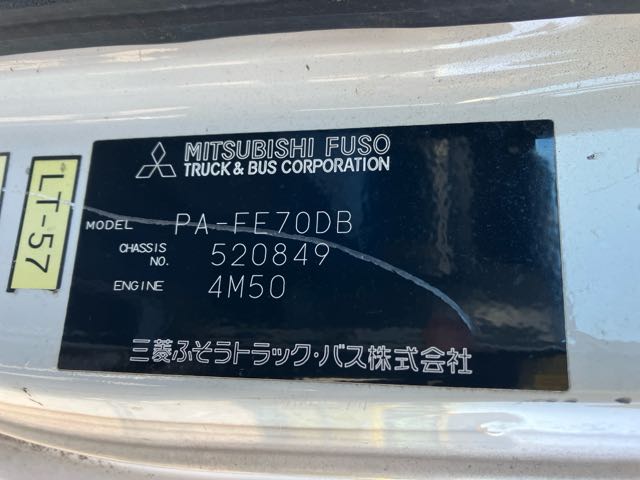 MITSUBISHI FUSO
TRUCK & BUS CORPORATION
MODEL PA-FE70DB
CHASSIS NO. 520849
ENGINE 4M50
三菱ふそうトラック・バス株式会社
LT-57